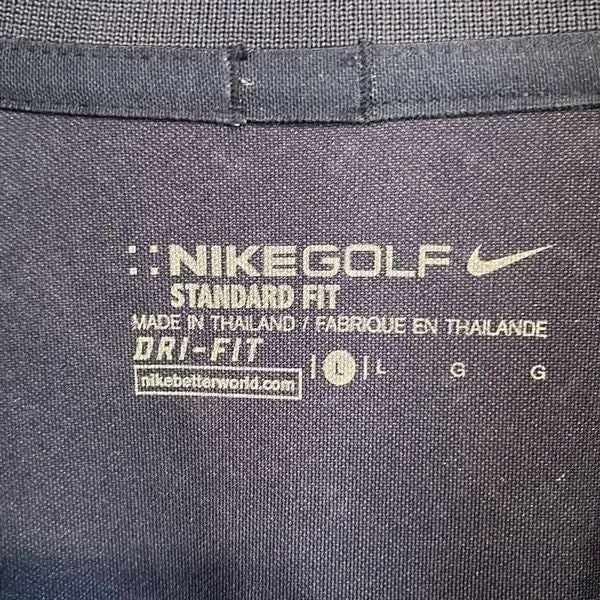 NIKEGOLF
STANDARD FIT
MADE IN THAILAND / FABRIQUE EN THAILANDE
DRI-FIT
nikebetterworld.com
| L | L G G